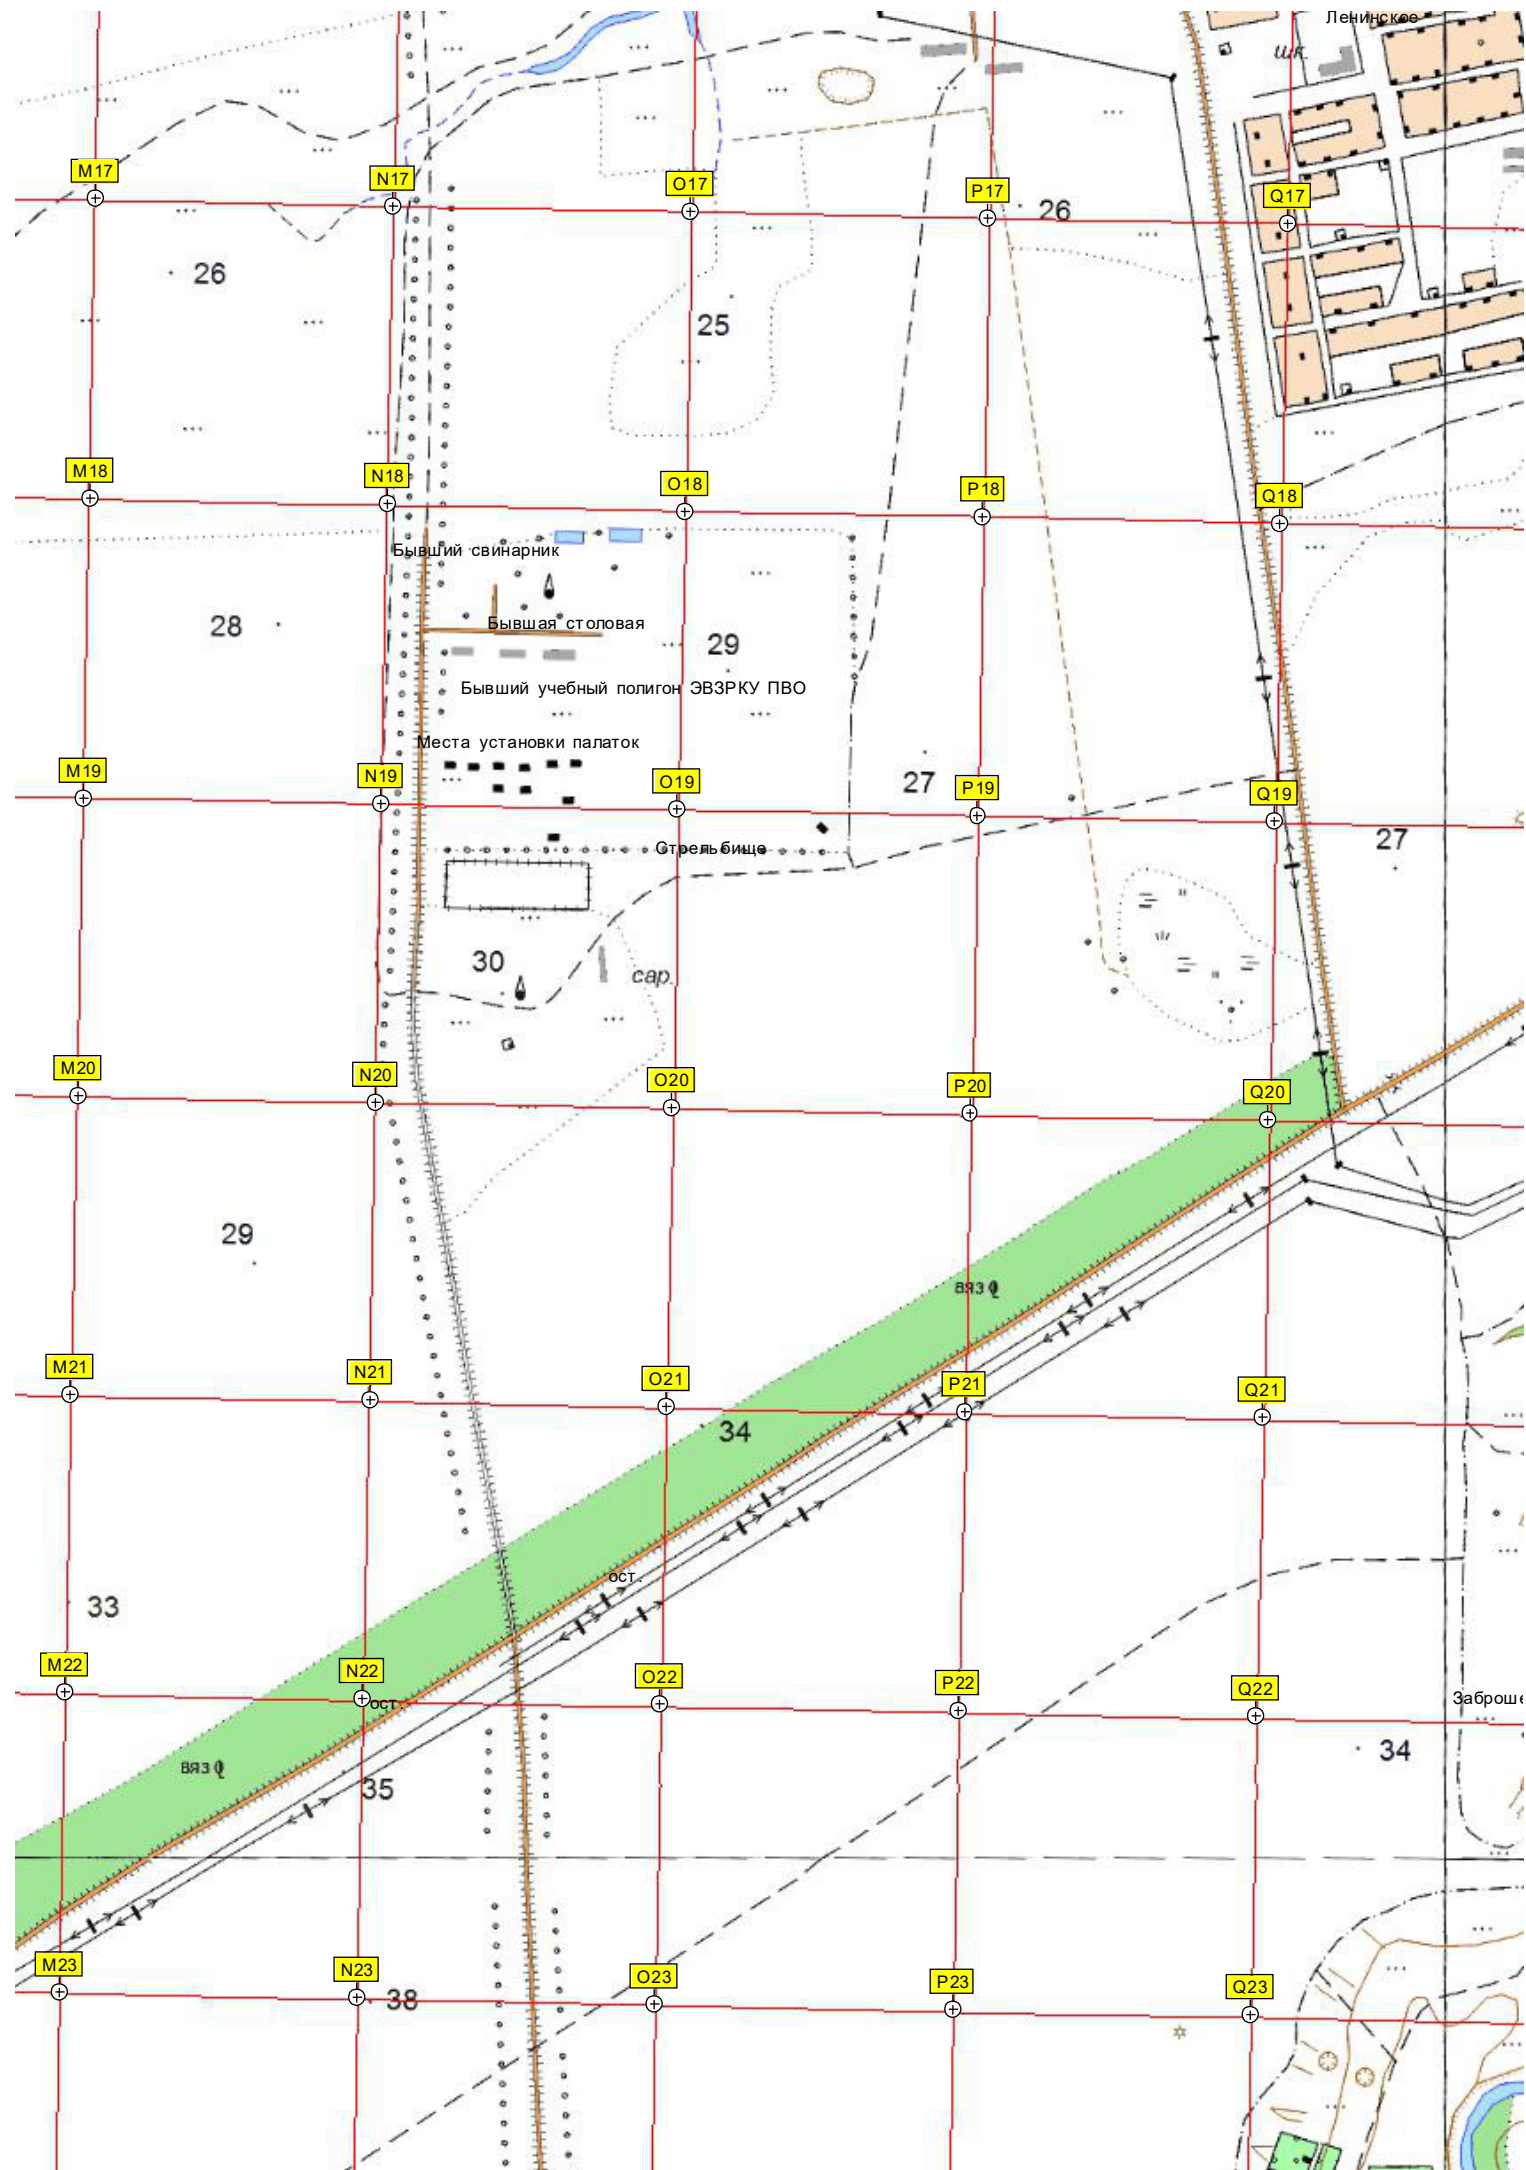 Ленинское
шк.
M17
N17
O17
P17
26
Q17
26
25
M18
N18
O18
P18
Q18
Бывший свинарник
28
Бывшая столовая
29
Бывший учебный полигон ЭВЗРКУ ПВО
Места установки палаток
M19
N19
O19
27
P19
Q19
Стрельбище
27
30
сар.
M20
N20
O20
P20
Q20
29
вяз
M21
N21
O21
P21
Q21
34
ост.
33
M22
N22
O22
P22
Q22
ост.
Заброше
34
вяз
35
M23
N23
O23
P23
Q23
38